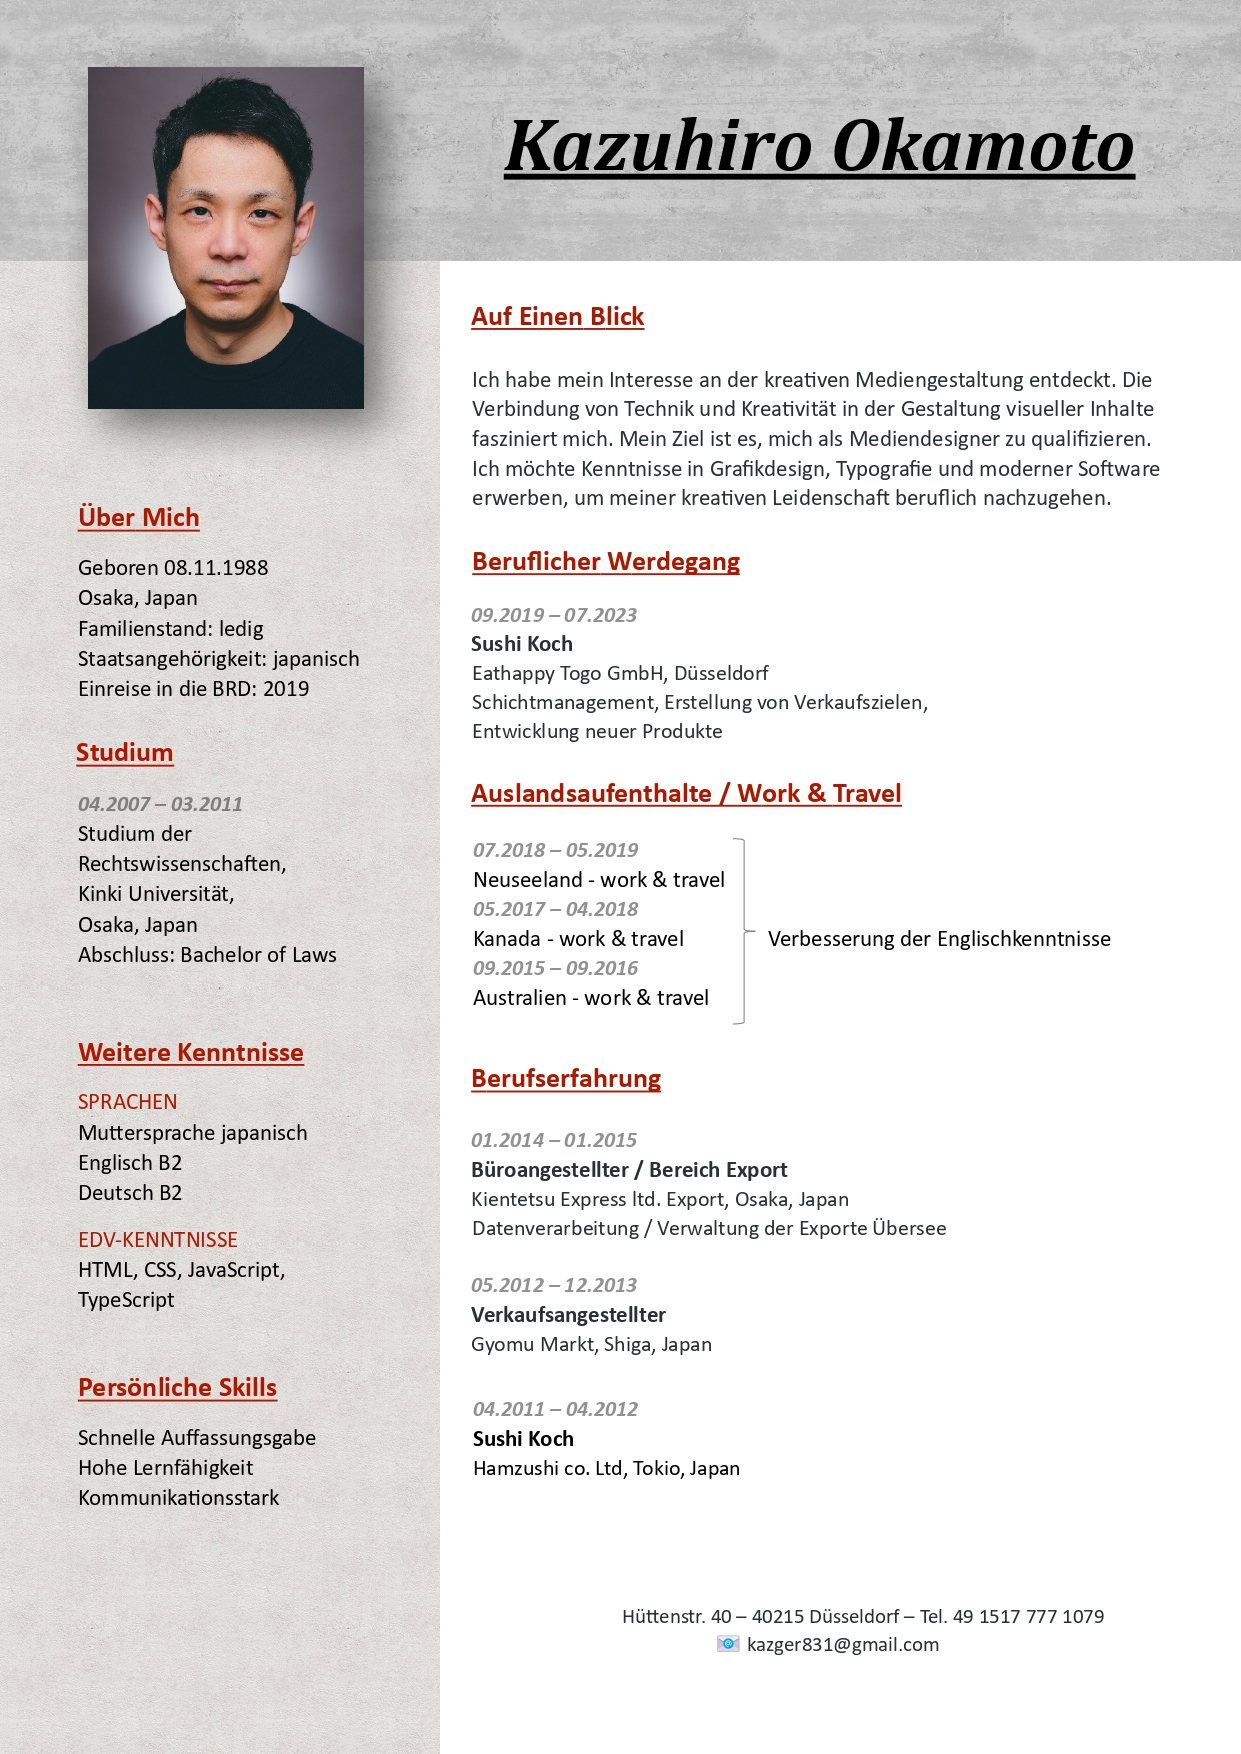 Kazuhiro Okamoto
Über Mich
Geboren 08.11.1988
Osaka, Japan
Familienstand: ledig
Staatsangehörigkeit: japanisch
Einreise in die BRD: 2019
Studium
04.2007 – 03.2011
Studium der
Rechtswissenschaften,
Kinki Universität,
Osaka, Japan
Abschluss: Bachelor of Laws
Weitere Kenntnisse
SPRACHEN
Muttersprache japanisch
Englisch B2
Deutsch B2
EDV-KENNTNISSE
HTML, CSS, JavaScript,
TypeScript
Persönliche Skills
Schnelle Auffassungsgabe
Hohe Lernfähigkeit
Kommunikationsstark
Auf Einen Blick
Ich habe mein Interesse an der kreativen Mediengestaltung entdeckt. Die
Verbindung von Technik und Kreativität in der Gestaltung visueller Inhalte
fasziniert mich. Mein Ziel ist es, mich als Mediendesigner zu qualifizieren.
Ich möchte Kenntnisse in Grafikdesign, Typografie und moderner Software
erwerben, um meiner kreativen Leidenschaft beruflich nachzugehen.
Beruflicher Werdegang
09.2019 – 07.2023
Sushi Koch
Eathappy Togo GmbH, Düsseldorf
Schichtmanagement, Erstellung von Verkaufszielen,
Entwicklung neuer Produkte
Auslandsaufenthalte / Work & Travel
07.2018 – 05.2019
Neuseeland - work & travel
05.2017 – 04.2018
Kanada - work & travel
09.2015 – 09.2016
Australien - work & travel
Verbesserung der Englischkenntnisse
Berufserfahrung
01.2014 – 01.2015
Büroangestellter / Bereich Export
Kientetsu Express ltd. Export, Osaka, Japan
Datenverarbeitung / Verwaltung der Exporte Übersee
05.2012 – 12.2013
Verkaufsangestellter
Gyomu Markt, Shiga, Japan
04.2011 – 04.2012
Sushi Koch
Hamzushi co. Ltd, Tokio, Japan
Hüttenstr. 40 – 40215 Düsseldorf – Tel. 49 1517 777 1079
kazger831@gmail.com